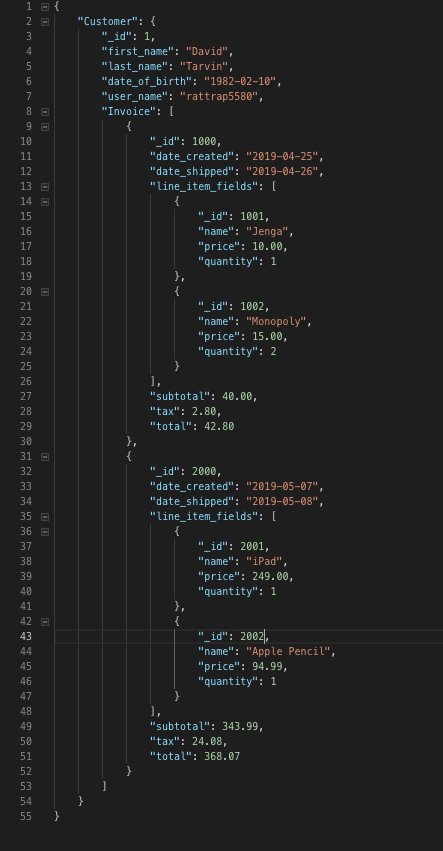 1 {
2 "Customer": {
3 "_id": 1,
4 "first_name": "David",
5 "last_name": "Tarvin",
6 "date_of_birth": "1982-02-10",
7 "user_name": "rattrap5580",
8 "Invoice": [
9 {
10 "_id": 1000,
11 "date_created": "2019-04-25",
12 "date_shipped": "2019-04-26",
13 "line_item_fields": [
14 {
15 "_id": 1001,
16 "name": "Jenga",
17 "price": 10.00,
18 "quantity": 1
19 },
20 {
21 "_id": 1002,
22 "name": "Monopoly",
23 "price": 15.00,
24 "quantity": 2
25 }
26 ],
27 "subtotal": 40.00,
28 "tax": 2.80,
29 "total": 42.80
30 },
31 {
32 "_id": 2000,
33 "date_created": "2019-05-07",
34 "date_shipped": "2019-05-08",
35 "line_item_fields": [
36 {
37 "_id": 2001,
38 "name": "iPad",
39 "price": 249.00,
40 "quantity": 1
41 },
42 {
43 "_id": 2002,
44 "name": "Apple Pencil",
45 "price": 94.99,
46 "quantity": 1
47 }
48 ],
49 "subtotal": 343.99,
50 "tax": 24.08,
51 "total": 368.07
52 }
53 ]
54 }
55 }